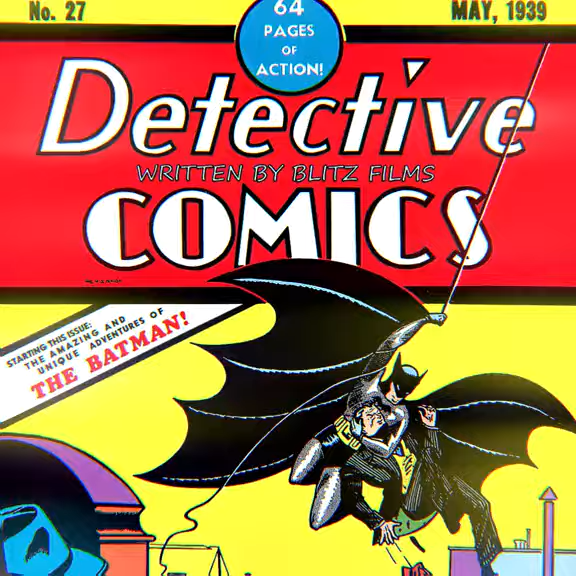 No. 27
MAY, 1939
64
PAGES
OF
ACTION!
Detective
WRITTEN BY BLITZ FILMS
COMICS
STARTING THIS ISSUE:
THE AMAZING AND
UNIQUE ADVENTURES OF
THE BATMAN!